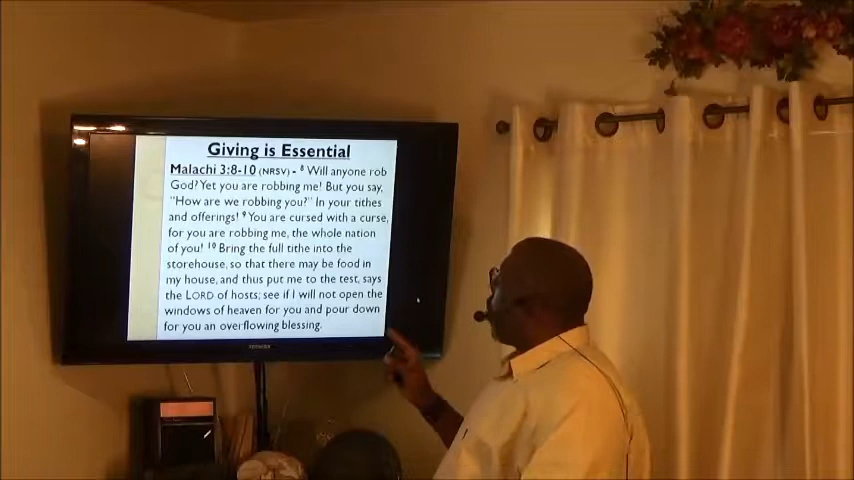 Giving is Essential
Malachi 3:8-10 (NRSV) - 8 Will anyone rob
God? Yet you are robbing me! But you say,
"How are we robbing you?" In your tithes
and offerings! 9 You are cursed with a curse,
for you are robbing me, the whole nation
of you! 10 Bring the full tithe into the
storehouse, so that there may be food in
my house, and thus put me to the test, says
the LORD of hosts; see if I will not open the
windows of heaven for you and pour down
for you an overflowing blessing.